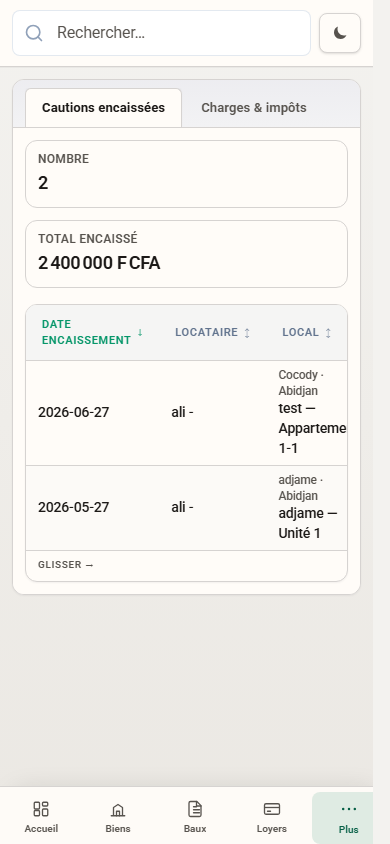 Rechercher...
Cautions encaissées
Charges & impôts
NOMBRE
2
TOTAL ENCAISSÉ
2 400 000 F CFA
DATE
ENCAISSEMENT ↓
LOCATAIRE ↕
LOCAL ↕
2026-06-27
ali -
Cocody ·
Abidjan
test —
Apparteme
1-1
2026-05-27
ali -
adjame ·
Abidjan
adjame —
Unité 1
GLISSER →
Accueil
Biens
Baux
Loyers
Plus